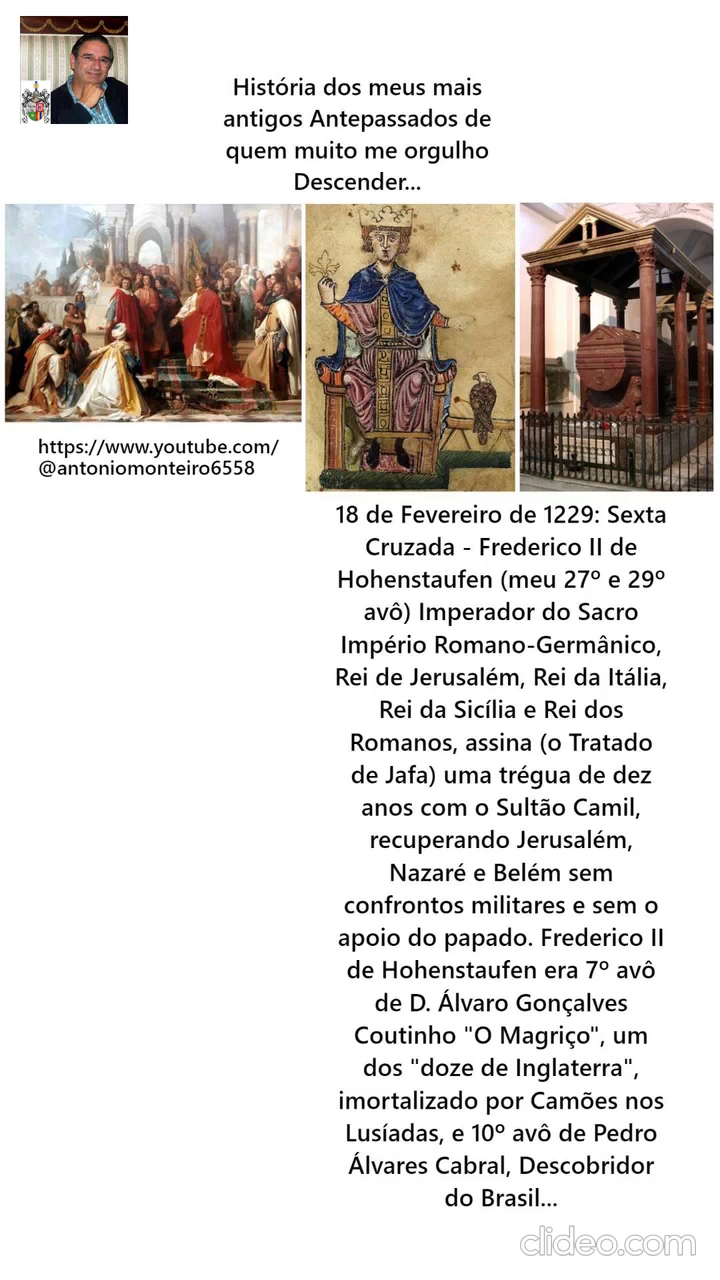 História dos meus mais
antigos Antepassados de
quem muito me orgulho
Descender...
https://www.youtube.com/
@antoniomonteiro6558
18 de Fevereiro de 1229: Sexta
Cruzada - Frederico II de
Hohenstaufen (meu 27º e 29º
avô) Imperador do Sacro
Império Romano-Germânico,
Rei de Jerusalém, Rei da Itália,
Rei da Sicília e Rei dos
Romanos, assina (o Tratado
de Jafa) uma trégua de dez
anos com o Sultão Camil,
recuperando Jerusalém,
Nazaré e Belém sem
confrontos militares e sem o
apoio do papado. Frederico II
de Hohenstaufen era 7º avô
de D. Álvaro Gonçalves
Coutinho "O Magriço", um
dos "doze de Inglaterra",
imortalizado por Camões nos
Lusíadas, e 10º avô de Pedro
Álvares Cabral, Descobridor
do Brasil...
clideo.com